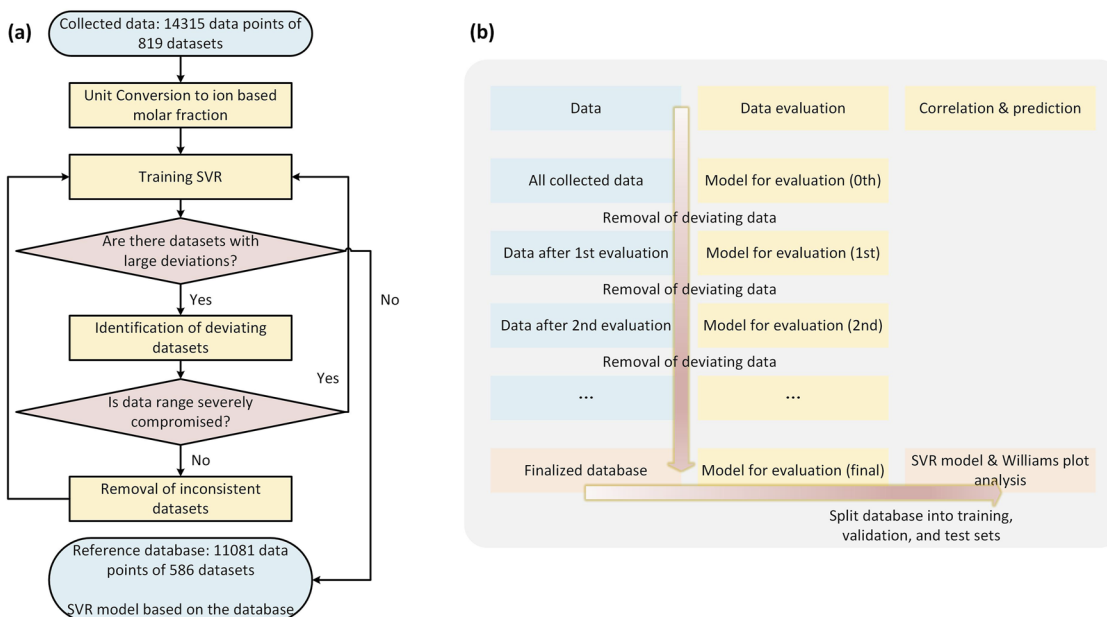 (a)
Collected data: 14315 data points of
819 datasets
Unit Conversion to ion based
molar fraction
Training SVR
Are there datasets with
large deviations?
Yes
No
Identification of deviating
datasets
Yes
Is data range severely
compromised?
No
Removal of inconsistent
datasets
Reference database: 11081 data
points of 586 datasets
SVR model based on the database
(b)
Data
Data evaluation
Correlation & prediction
All collected data
Model for evaluation (0th)
Removal of deviating data
Data after 1st evaluation
Model for evaluation (1st)
Removal of deviating data
Data after 2nd evaluation
Model for evaluation (2nd)
Removal of deviating data
...
...
Finalized database
Model for evaluation (final)
SVR model & Williams plot
analysis
Split database into training,
validation, and test sets